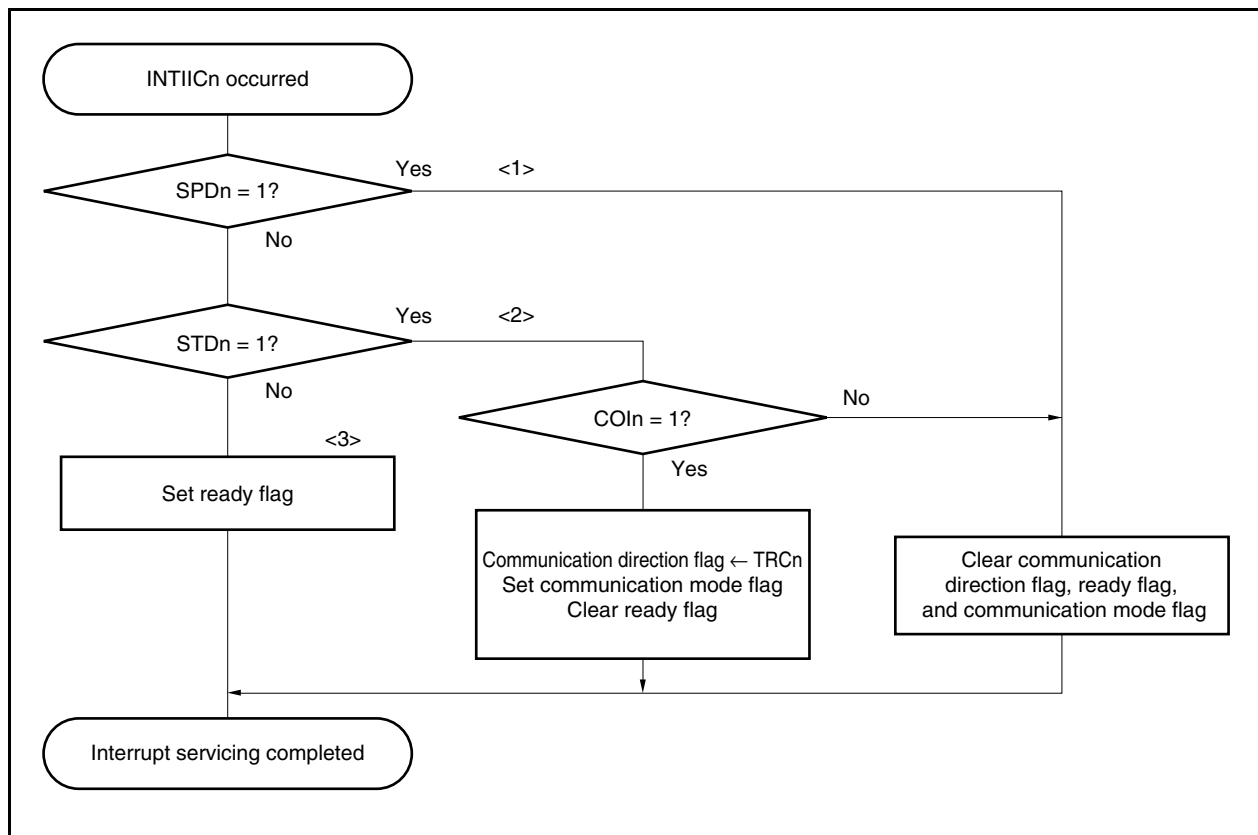 INTIICn occurred
Yes
<1>
SPDn = 1?
No
Yes
<2>
STDn = 1?
No
COIn = 1?
No
<3>
Yes
Set ready flag
Communication direction flag ← TRCn
Set communication mode flag
Clear ready flag
Clear communication
direction flag, ready flag,
and communication mode flag
Interrupt servicing completed